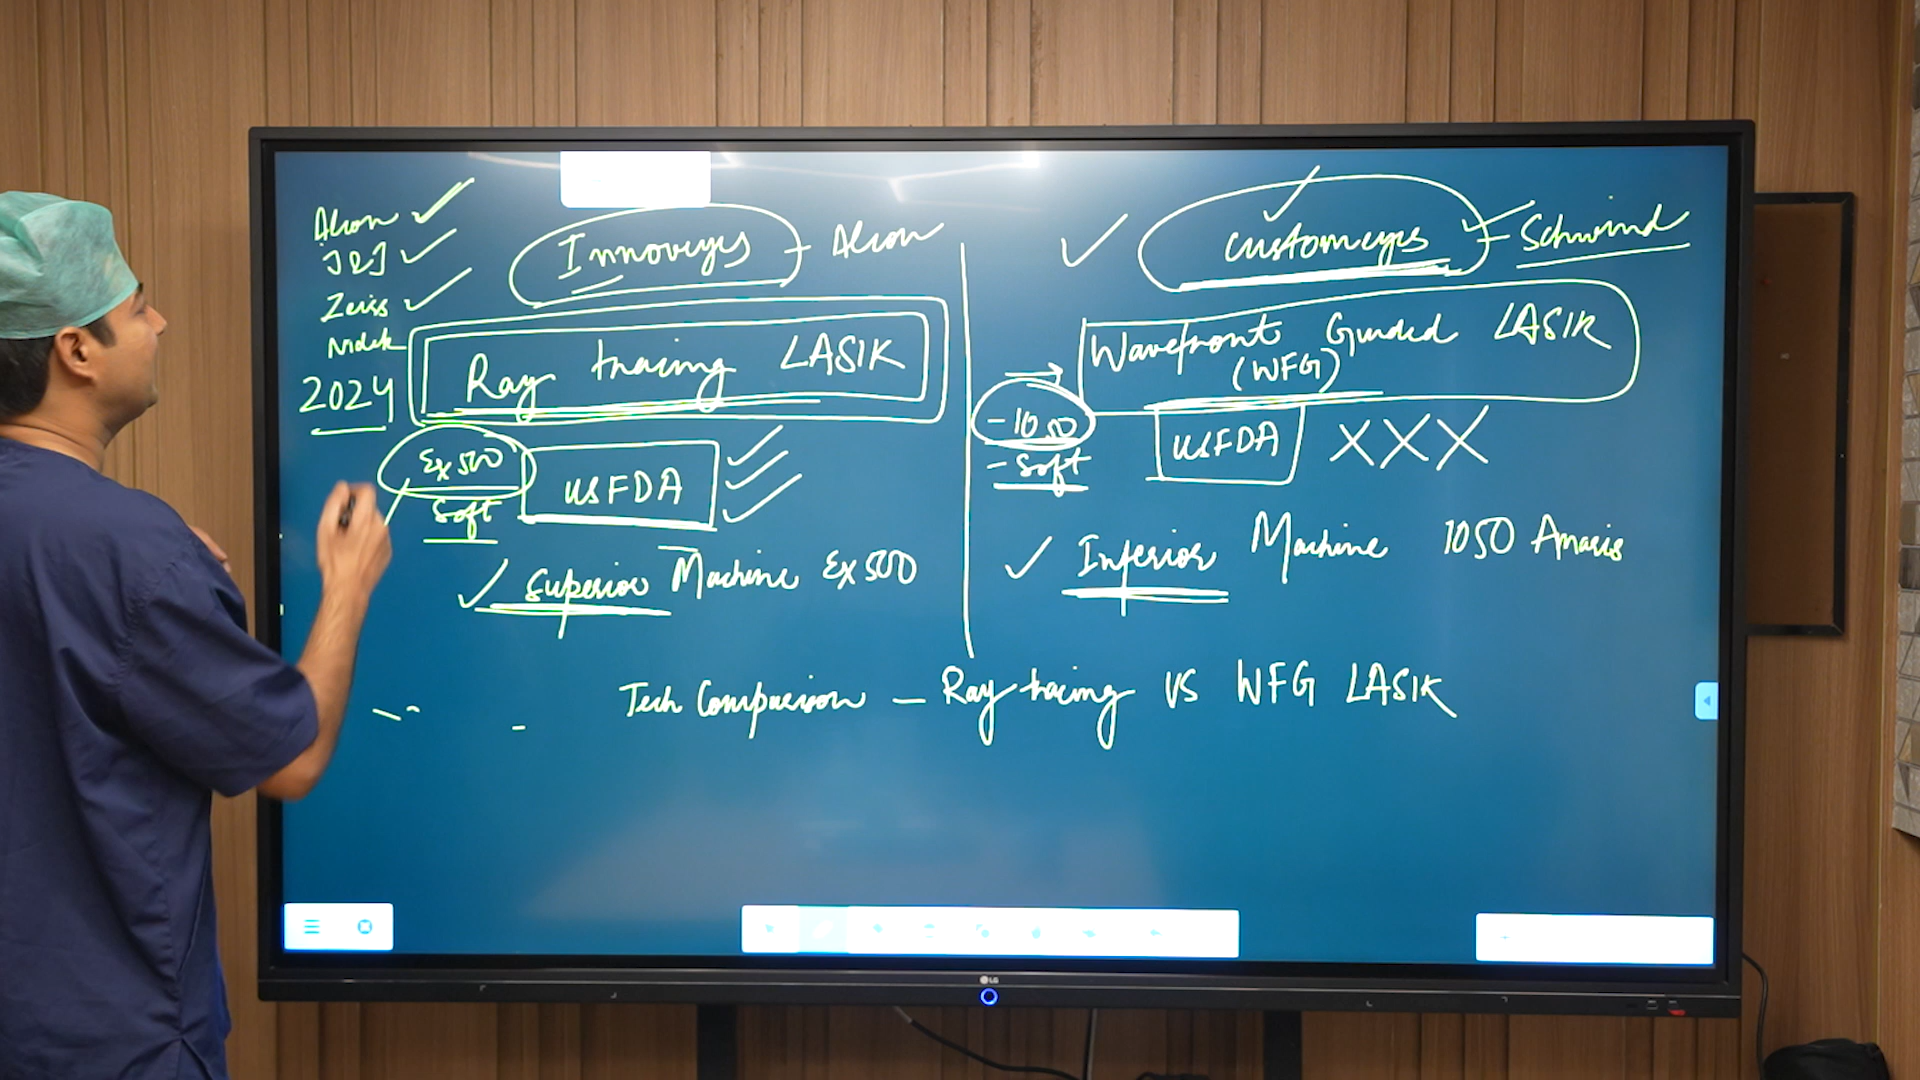 Alcon
J&J
Zeiss
Nidek
2024
Innoveyes - Alcon
Ray tracing LASIK
Ex500
Soft
USFDA
Superior Machine Ex500
Customeyes - Schwind
Wavefront Guided LASIK
(WFG)
- 1050
- Soft
USFDA XXX
Inferior Machine 1050 Amaris
Tech Comparison - Ray tracing VS WFG LASIK
LG